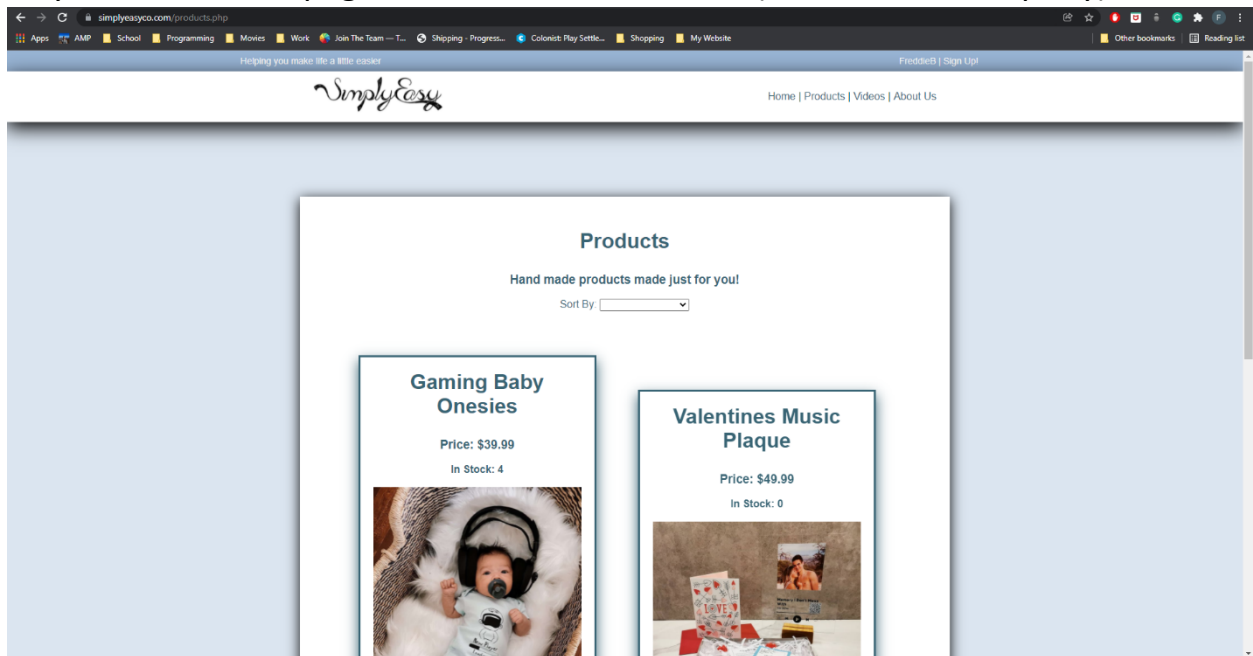 simplyeasyco.com/products.php
Apps AMP School Programming Movies Work Join The Team — T... Shipping - Progress... Colonist: Play Settle... Shopping My Website Other bookmarks Reading list
Helping you make life a little easier FreddieB | Sign Up!
SimplyEasy Home | Products | Videos | About Us
Products
Hand made products made just for you!
Sort By:
Gaming Baby
Onesies
Price: $39.99
In Stock: 4
Valentines Music
Plaque
Price: $49.99
In Stock: 0
LOVE